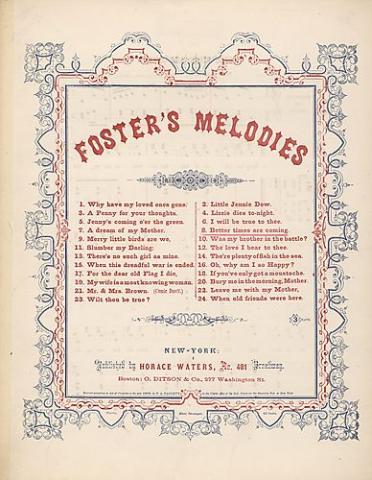 FOSTER'S MELODIES
1. Why have my loved ones gone.
2. Little Jennie Dow.
3. A Penny for your thoughts.
4. Lizzie dies to-night.
5. Jenny's coming o'er the green.
6. I will be true to thee.
7. A dream of my Mother.
8. Better times are coming.
9. Merry little birds are we,
10. Was my brother in the battle?
11. Slumber my Darling:
12. The love I bear to thee.
13. There's no such girl as mine.
14. The're plenty of fish in the sea.
15. When this dreadful war is ended.
16. Oh, why am I so Happy?
17. For the dear old Flag I die,
18. If you've only got a moustache.
19. My wife is a most knowing woman.
20. Bury me in the morning, Mother.
21. Mr. & Mrs. Brown. (Comic Duett.)
22. Leave me with my Mother,
23. Wilt thou be true?
24. When old friends were here.
NEW-YORK:
Published by HORACE WATERS, No. 481 Broadway.
Boston: O. DITSON & Co., 277 Washington St.